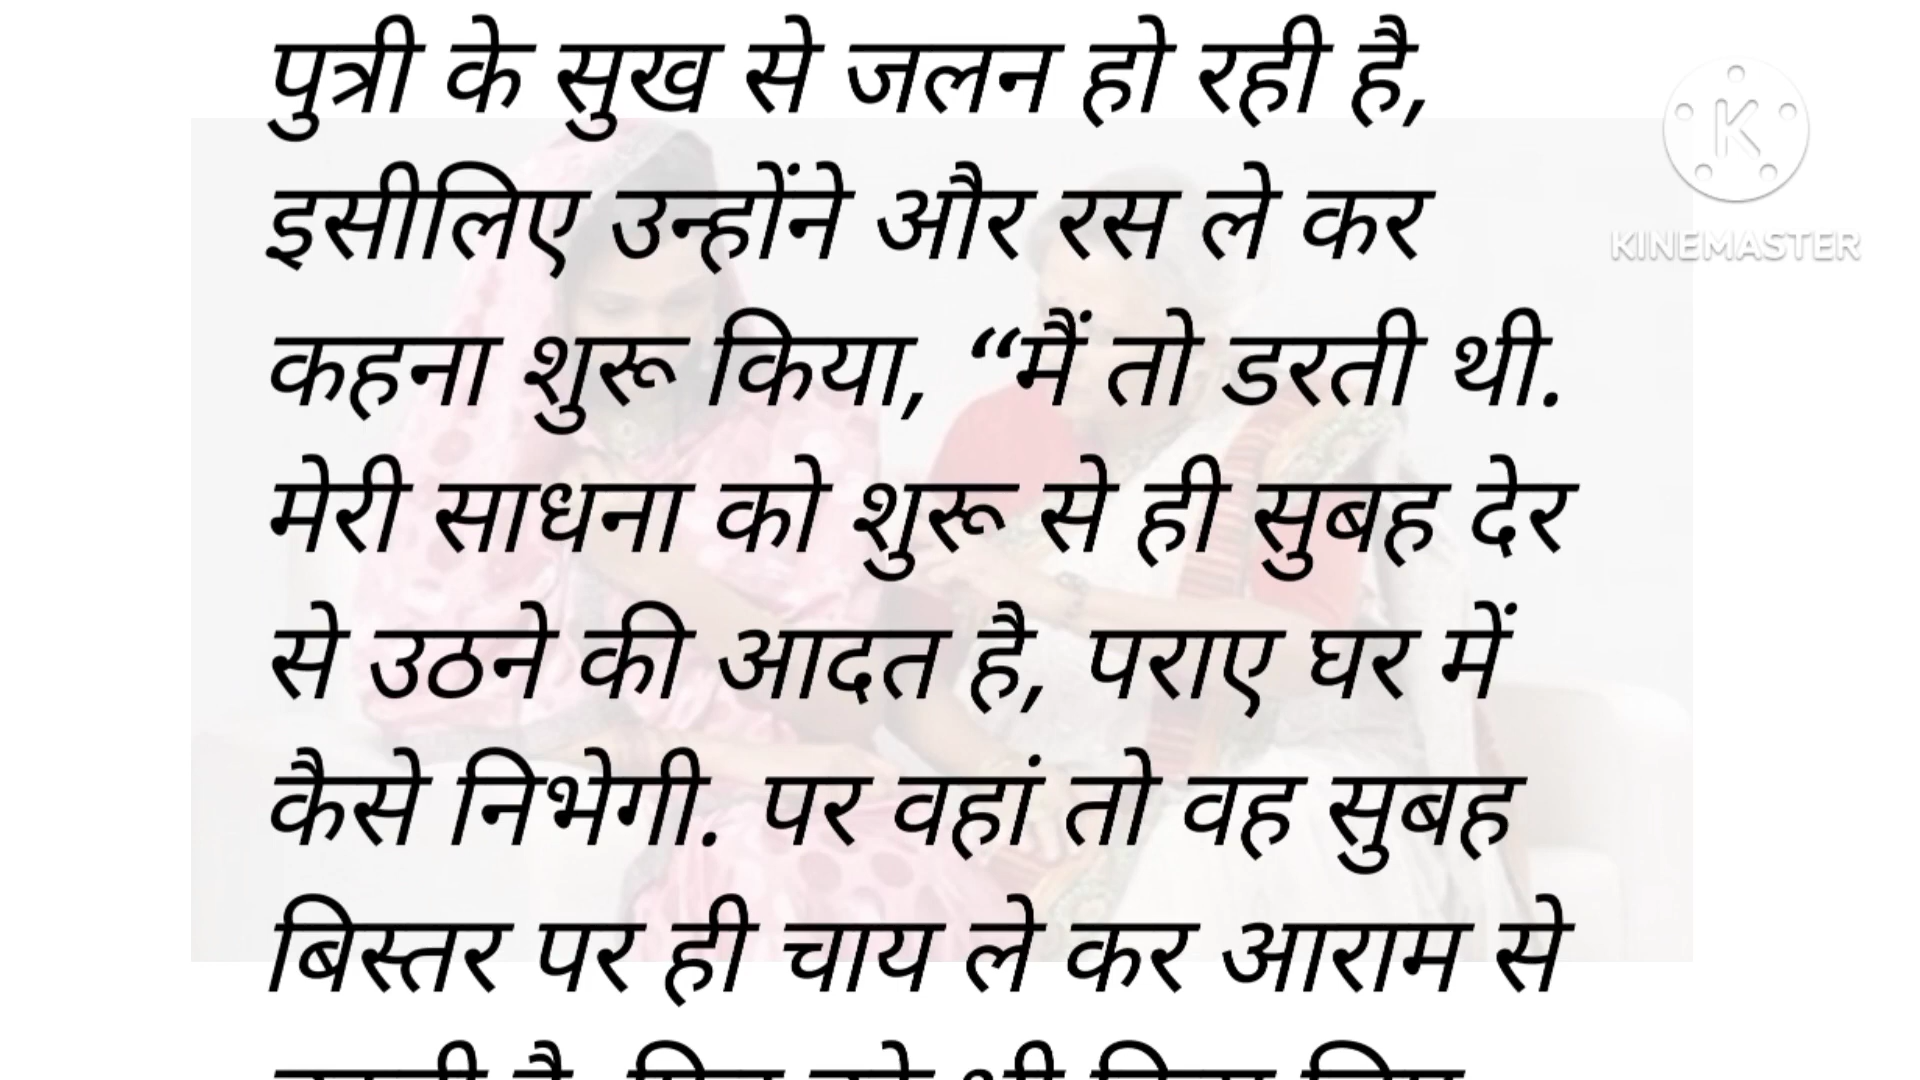 पुत्री के सुख से जलन हो रही है,
इसीलिए उन्होंने और रस ले कर
कहना शुरू किया, “मैं तो डरती थी.
मेरी साधना को शुरू से ही सुबह देर
से उठने की आदत है, पराए घर में
कैसे निभेगी. पर वहां तो वह सुबह
बिस्तर पर ही चाय ले कर आराम से
K
KINEMASTER